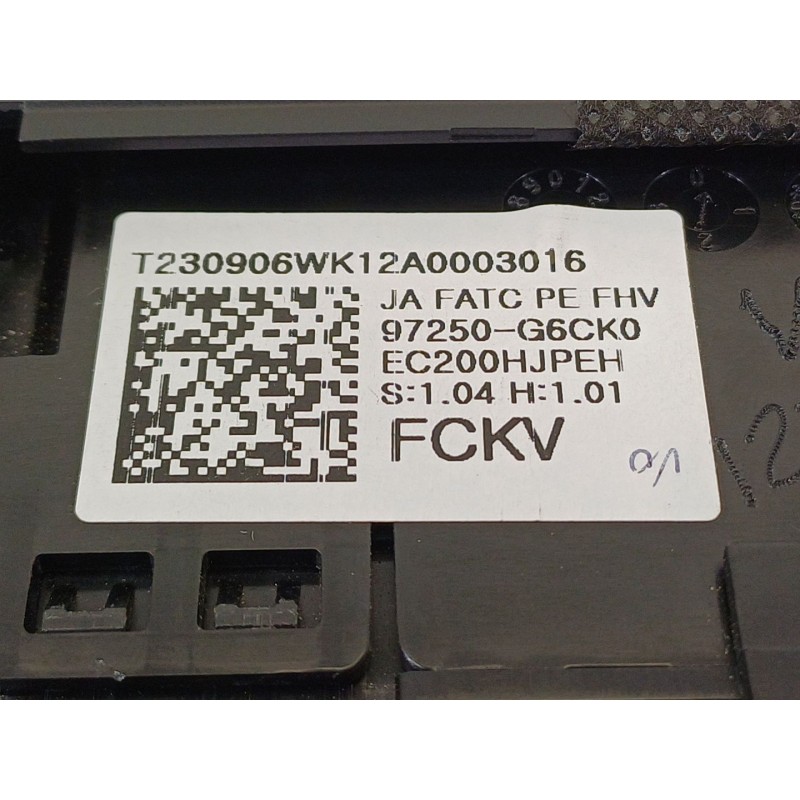 T230906WK12A0003016
JA FATC PE FHV
97250-G6CK0
EC200HJPEH
S:1.04 H:1.01
FCKV